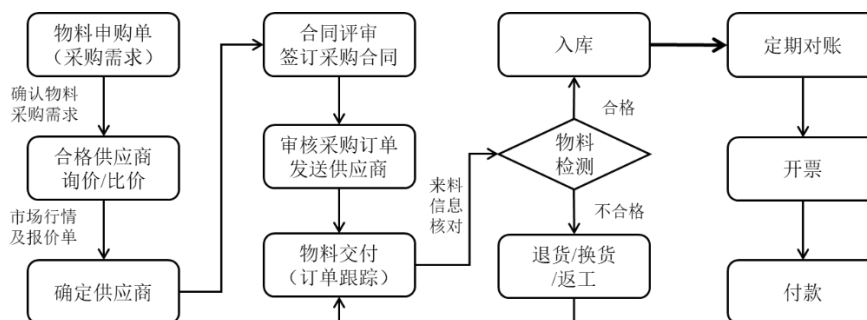 物料申购单
（采购需求）
确认物料
采购需求
合格供应商
询价/比价
市场行情
及报价单
确定供应商
合同评审
签订采购合同
审核采购订单
发送供应商
物料交付
（订单跟踪）
来料
信息
核对
入库
合格
物料
检测
不合格
退货/换货
/返工
定期对账
开票
付款